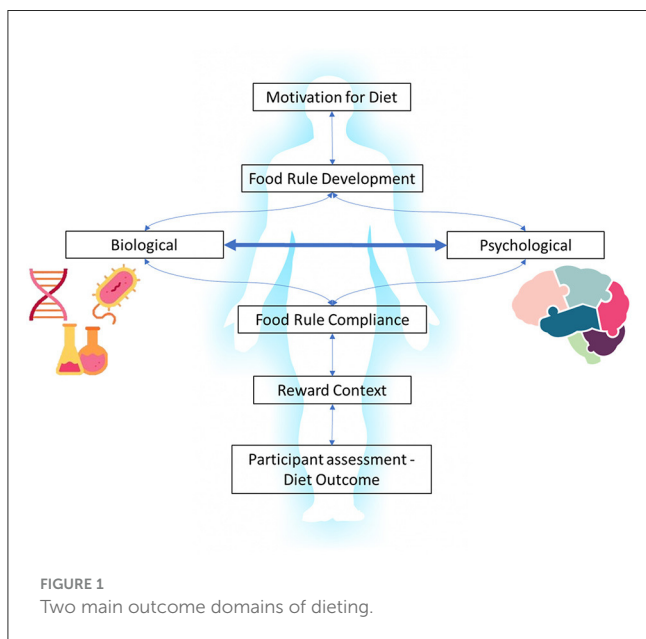 Motivation for Diet
Food Rule Development
Biological
Psychological
Food Rule Compliance
Reward Context
Participant assessment -
Diet Outcome
FIGURE 1
Two main outcome domains of dieting.